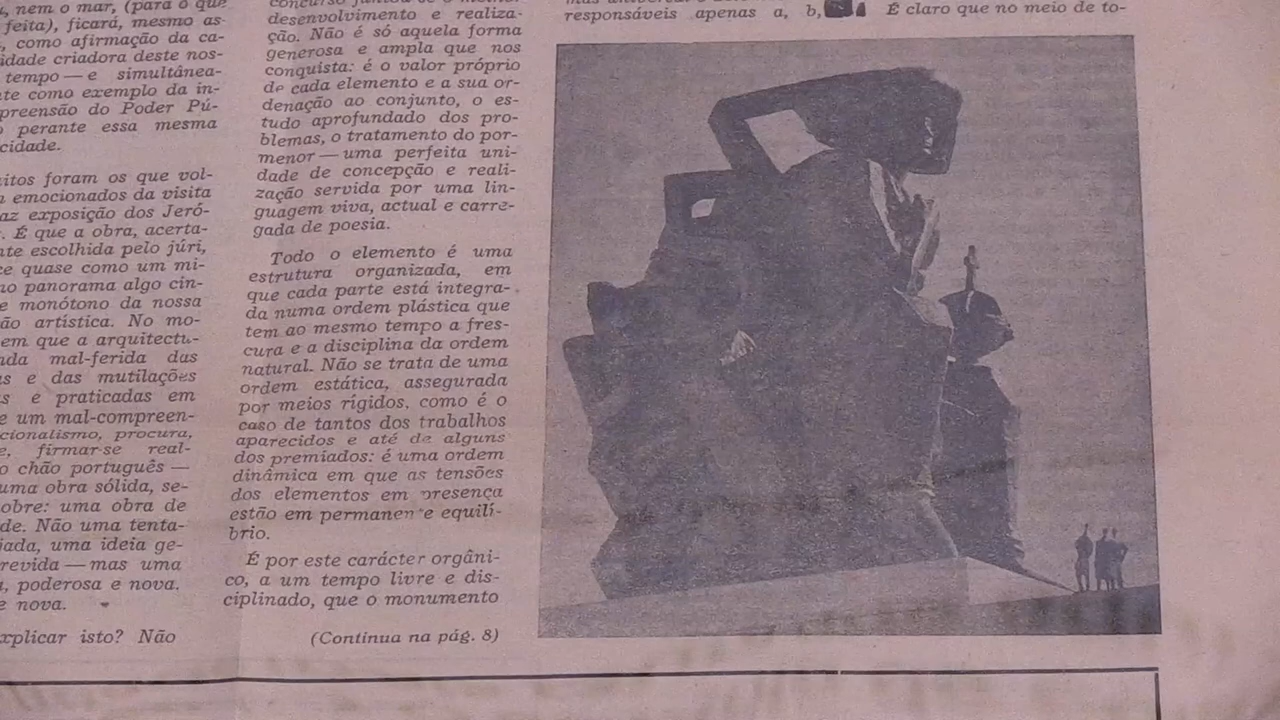 , nem o mar, (para o que
feita), ficará, mesmo as-
, como afirmação da ca-
idade criadora deste nos-
tempo — e simultânea-
te como exemplo da in-
preensão do Poder Pú-
o perante essa mesma
cidade.
uitos foram os que vol-
emocionados da visita
az exposição dos Jeró-
. É que a obra, acerta-
te escolhida pelo júri,
ce quase como um mi-
no panorama algo cin-
e monótono da nossa
ão artística. No mo-
em que a arquitectu-
nda mal-ferida das
s e das mutilações
s e praticadas em
e um mal-compreen-
cionalismo, procura,
e, firmar-se real-
o chão português —
uma obra sólida, se-
obre: uma obra de
de. Não uma tenta-
jada, uma ideia ge-
revida — mas uma
, poderosa e nova.
e nova.
xplicar isto? Não
desenvolvimento e realiza-
ção. Não é só aquela forma
generosa e ampla que nos
conquista: é o valor próprio
de cada elemento e a sua or-
denação ao conjunto, o es-
tudo aprofundado dos pro-
blemas, o tratamento do por-
menor — uma perfeita uni-
dade de concepção e reali-
zação servida por uma lin-
guagem viva, actual e carre-
gada de poesia.
Todo o elemento é uma
estrutura organizada, em
que cada parte está integra-
da numa ordem plástica que
tem ao mesmo tempo a fres-
cura e a disciplina da ordem
natural. Não se trata de uma
ordem estática, assegurada
por meios rígidos, como é o
caso de tantos dos trabalhos
aparecidos e até de alguns
dos premiados: é uma ordem
dinâmica em que as tensões
dos elementos em presença
estão em permanente equilí-
brio.
É por este carácter orgâni-
co, a um tempo livre e dis-
ciplinado, que o monumento
(Continua na pág. 8)
responsáveis apenas a, b, É claro que no meio de to-